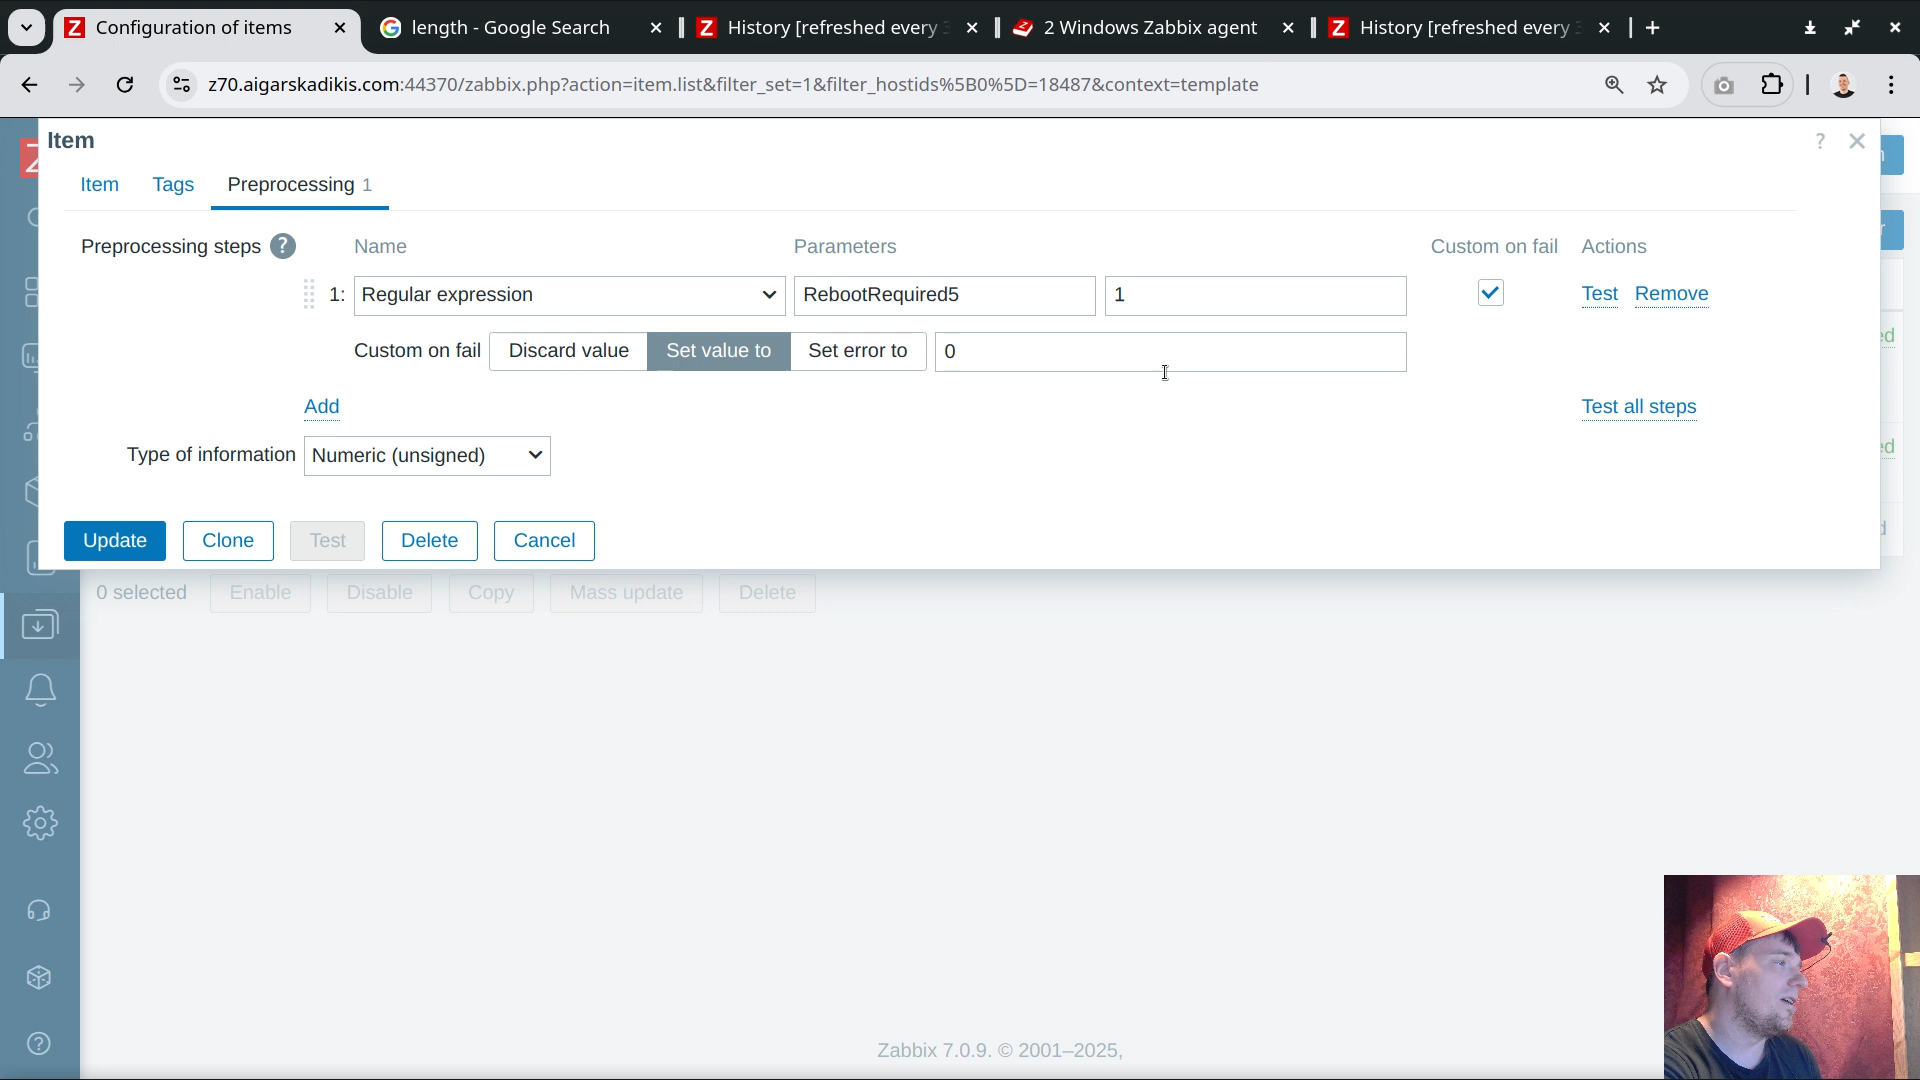 Configuration of items
length - Google Search
History [refreshed every
2 Windows Zabbix agent
History [refreshed every
z70.aigarskadikis.com:44370/zabbix.php?action=item.list&filter_set=1&filter_hostids%5B0%5D=18487&context=template
Item
Item Tags Preprocessing 1
Preprocessing steps ? Name Parameters Custom on fail Actions
1: Regular expression RebootRequired5 1 Test Remove
Custom on fail Discard value Set value to Set error to 0
Add Test all steps
Type of information Numeric (unsigned)
Update Clone Test Delete Cancel
0 selected Enable Disable Copy Mass update Delete
Zabbix 7.0.9. © 2001–2025,